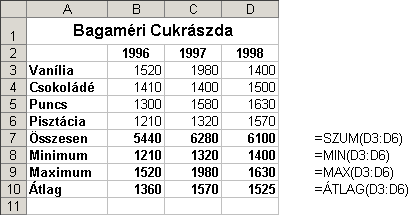 A B C D
1 Bagaméri Cukrászda
2 1996 1997 1998
3 Vanília 1520 1980 1400
4 Csokoládé 1410 1400 1500
5 Puncs 1300 1580 1630
6 Pisztácia 1210 1320 1570
7 Összesen 5440 6280 6100 =SZUM(D3:D6)
8 Minimum 1210 1320 1400 =MIN(D3:D6)
9 Maximum 1520 1980 1630 =MAX(D3:D6)
10 Átlag 1360 1570 1525 =ÁTLAG(D3:D6)
11